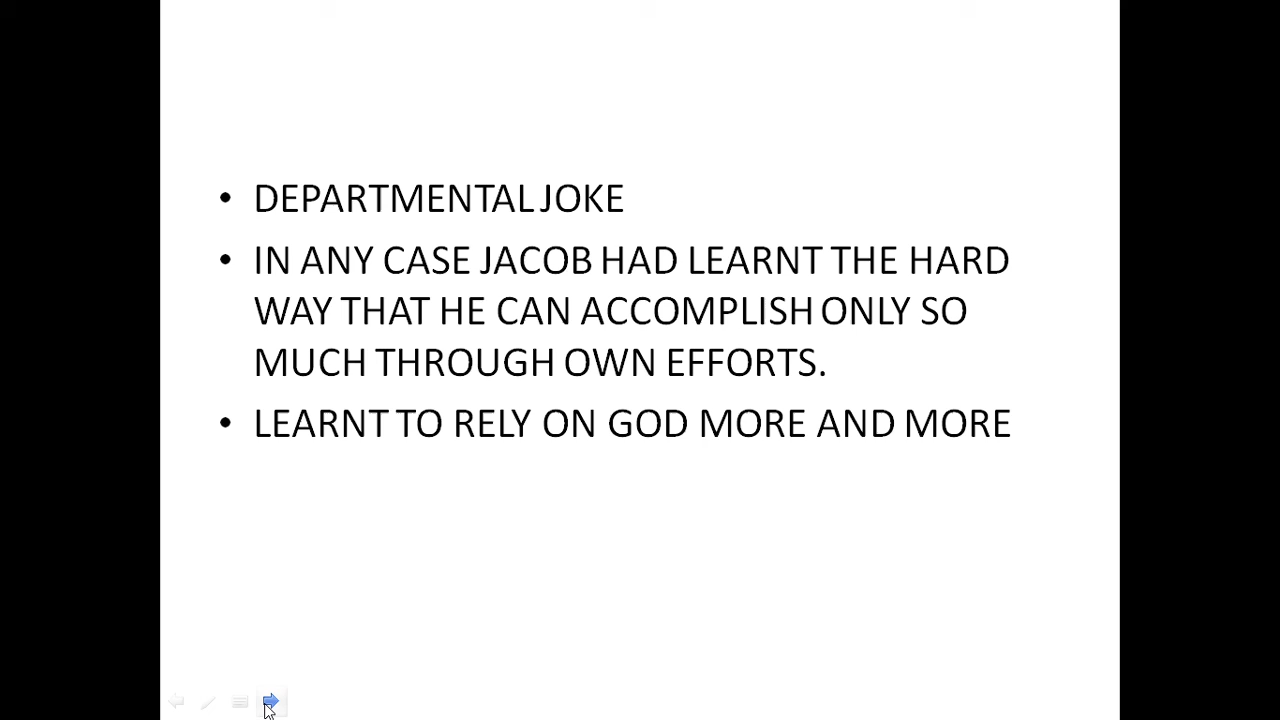 • DEPARTMENTAL JOKE
• IN ANY CASE JACOB HAD LEARNT THE HARD
WAY THAT HE CAN ACCOMPLISH ONLY SO
MUCH THROUGH OWN EFFORTS.
• LEARNT TO RELY ON GOD MORE AND MORE